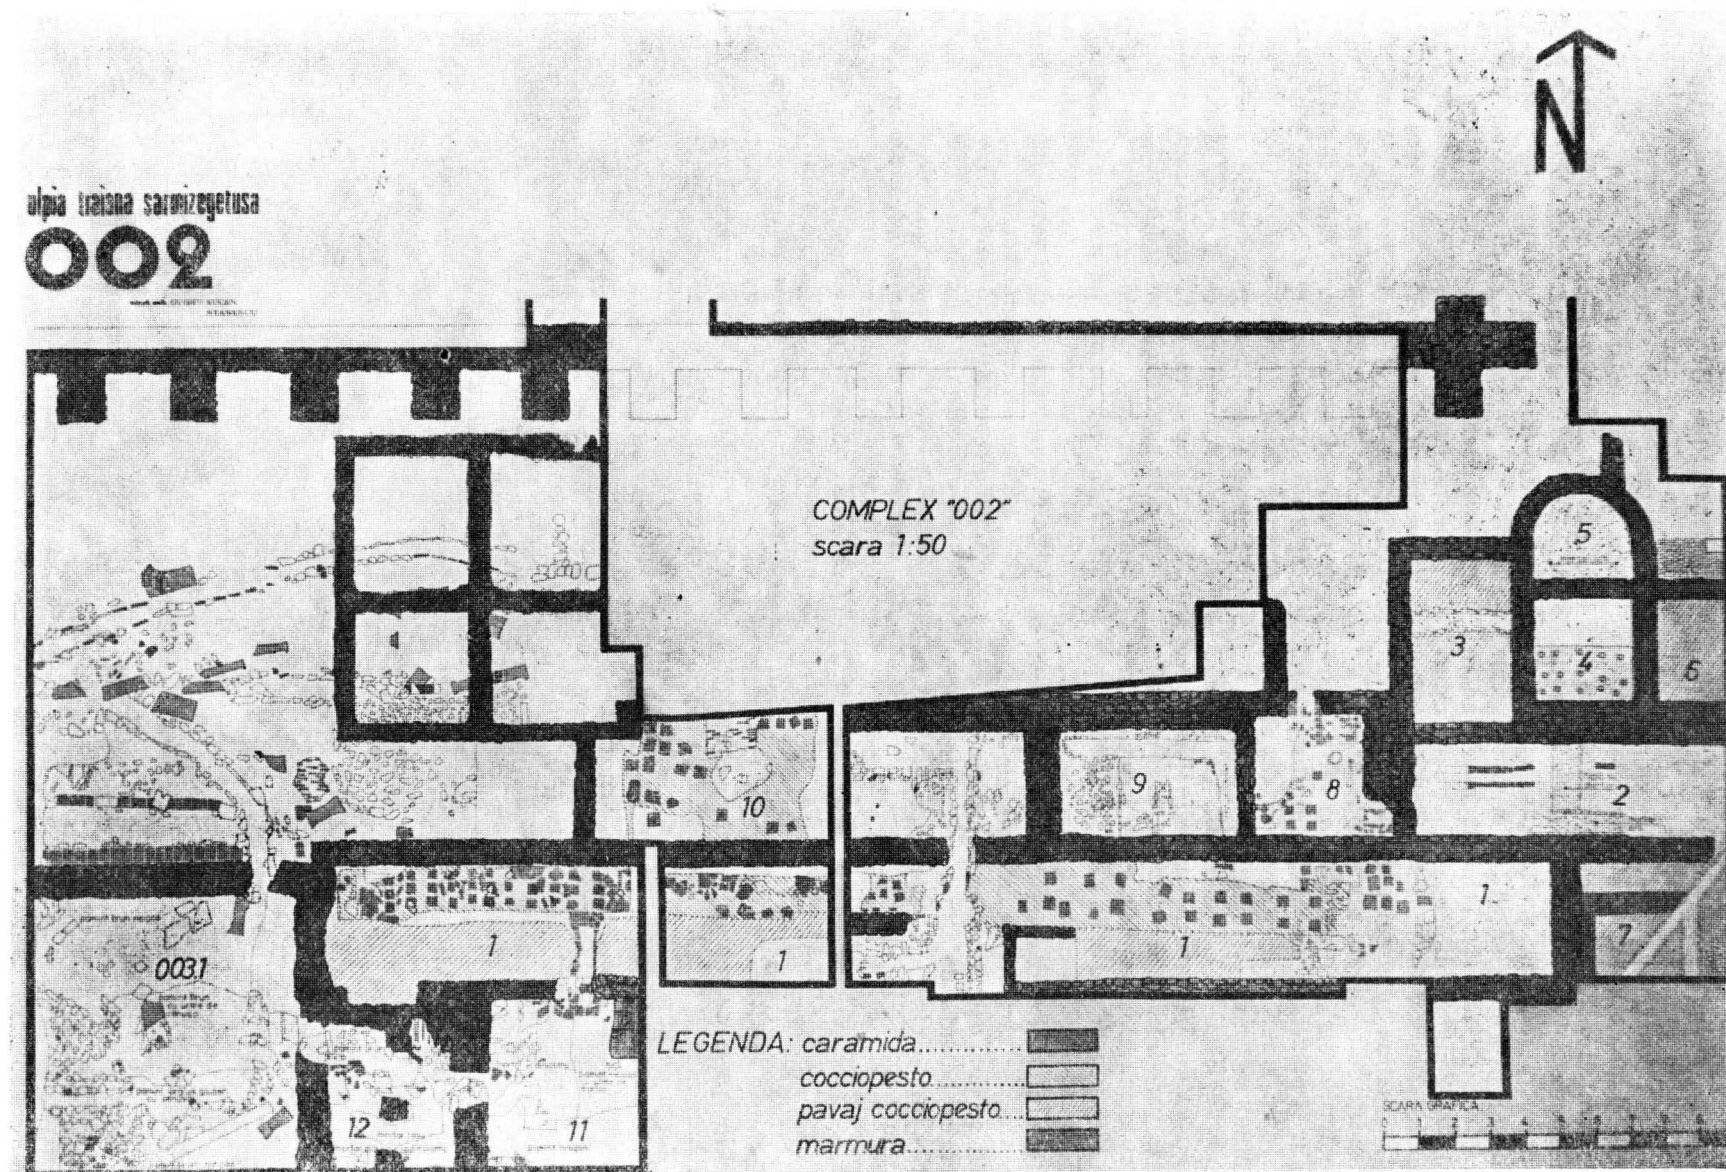 ulpia traiana sarmizegetusa
002
N
COMPLEX "002"
scara 1:50
5
3
4
6
10
9
8
2
1
1
1
1
7
003.1
12
11
LEGENDA: caramida..............
cocciopesto............
pavaj cocciopesto....
marmura...............
SCARA GRAFICA